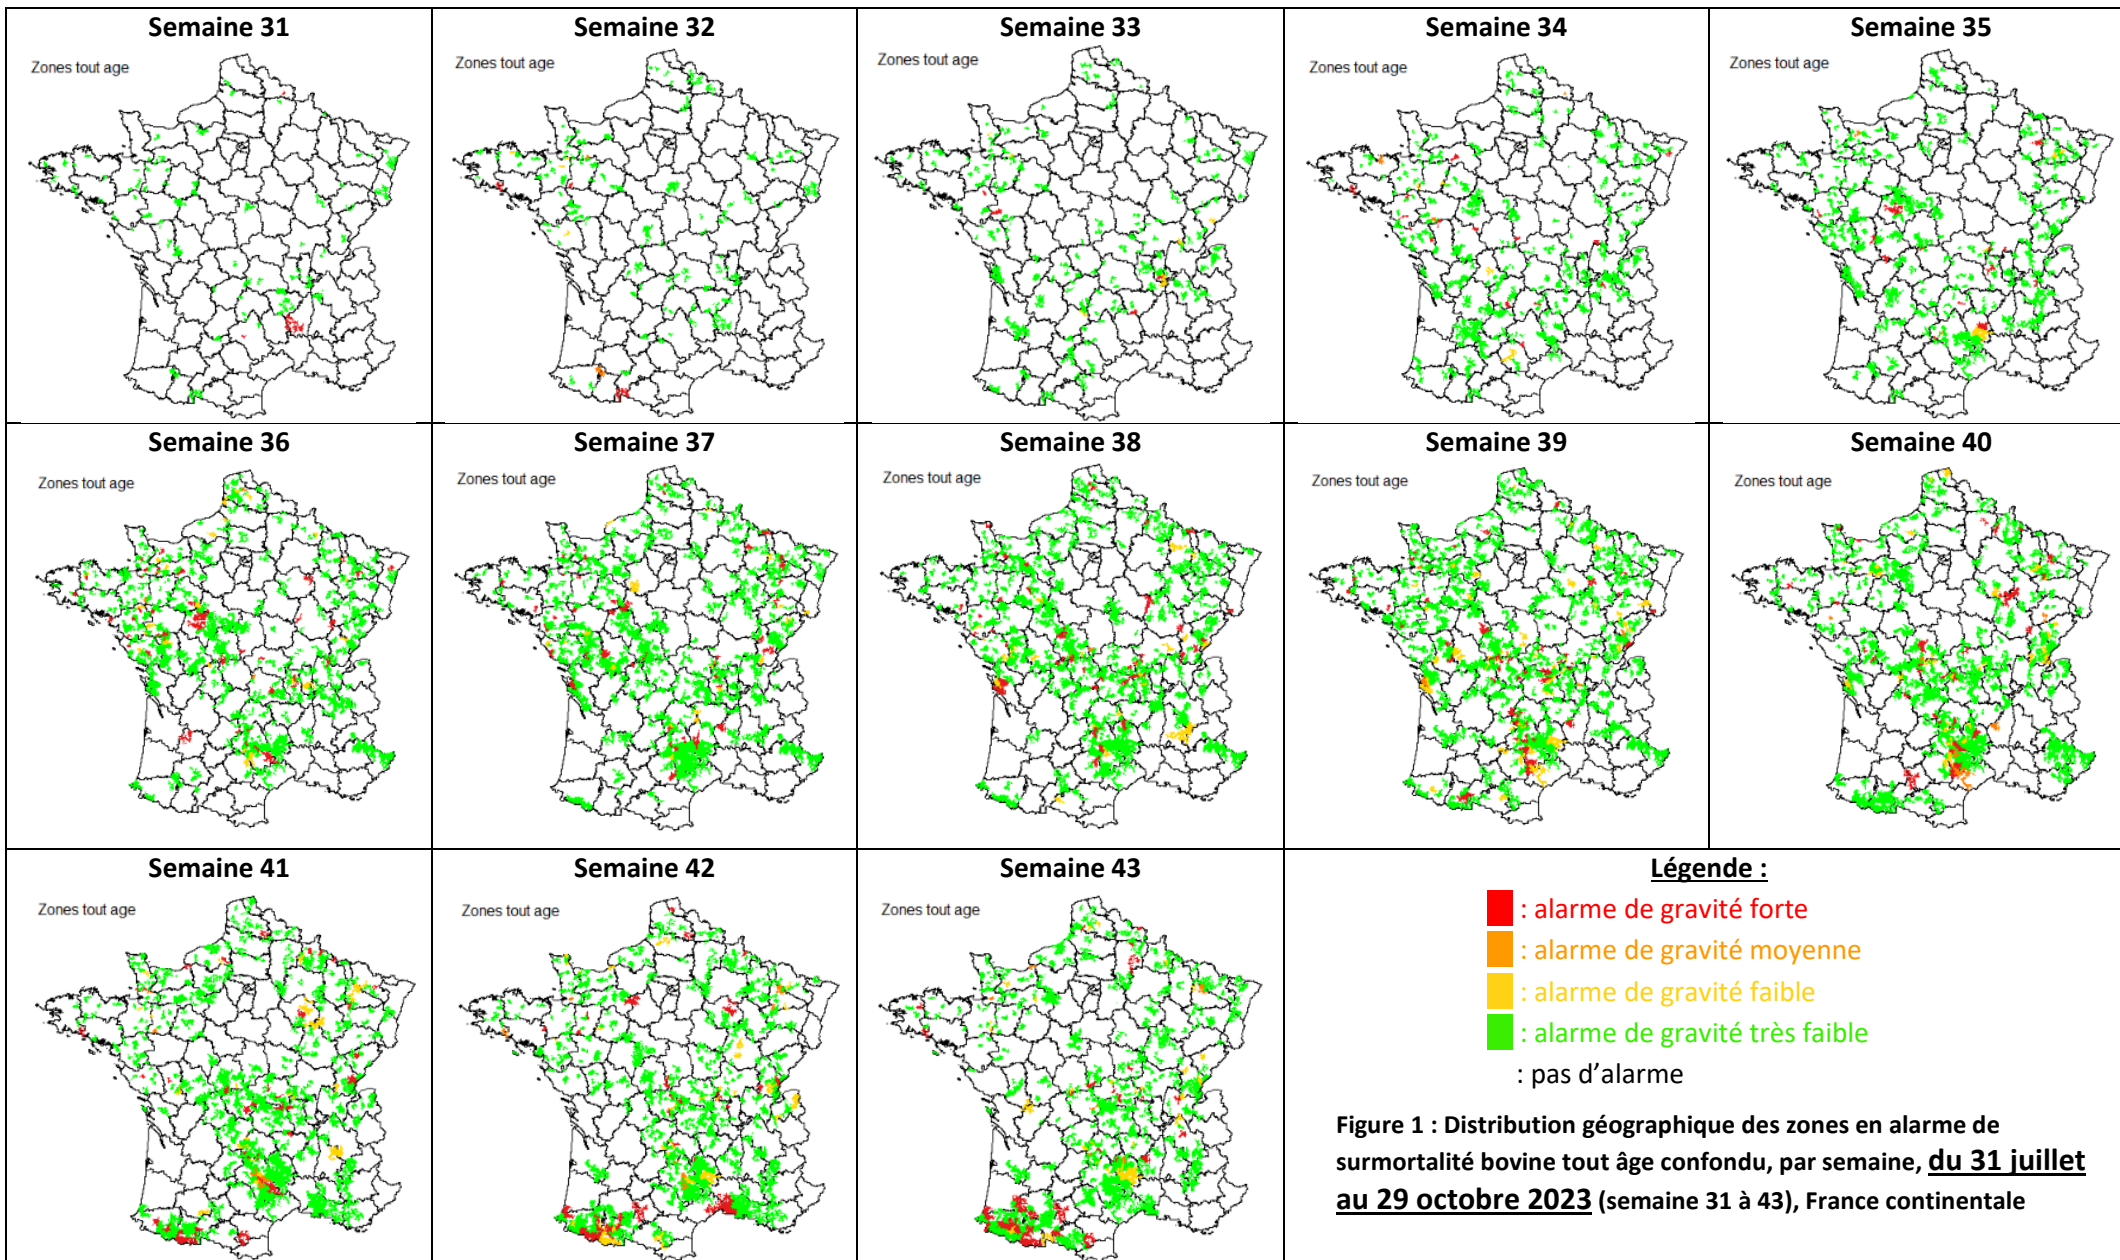 Semaine 31
Semaine 32
Semaine 33
Semaine 34
Semaine 35
Zones tout age
Zones tout age
Zones tout age
Zones tout age
Zones tout age
Semaine 36
Semaine 37
Semaine 38
Semaine 39
Semaine 40
Zones tout age
Zones tout age
Zones tout age
Zones tout age
Zones tout age
Semaine 41
Semaine 42
Semaine 43
Zones tout age
Zones tout age
Zones tout age
Légende :
: alarme de gravité forte
: alarme de gravité moyenne
: alarme de gravité faible
: alarme de gravité très faible
: pas d'alarme
Figure 1 : Distribution géographique des zones en alarme de
surmortalité bovine tout âge confondu, par semaine, du 31 juillet
au 29 octobre 2023 (semaine 31 à 43), France continentale